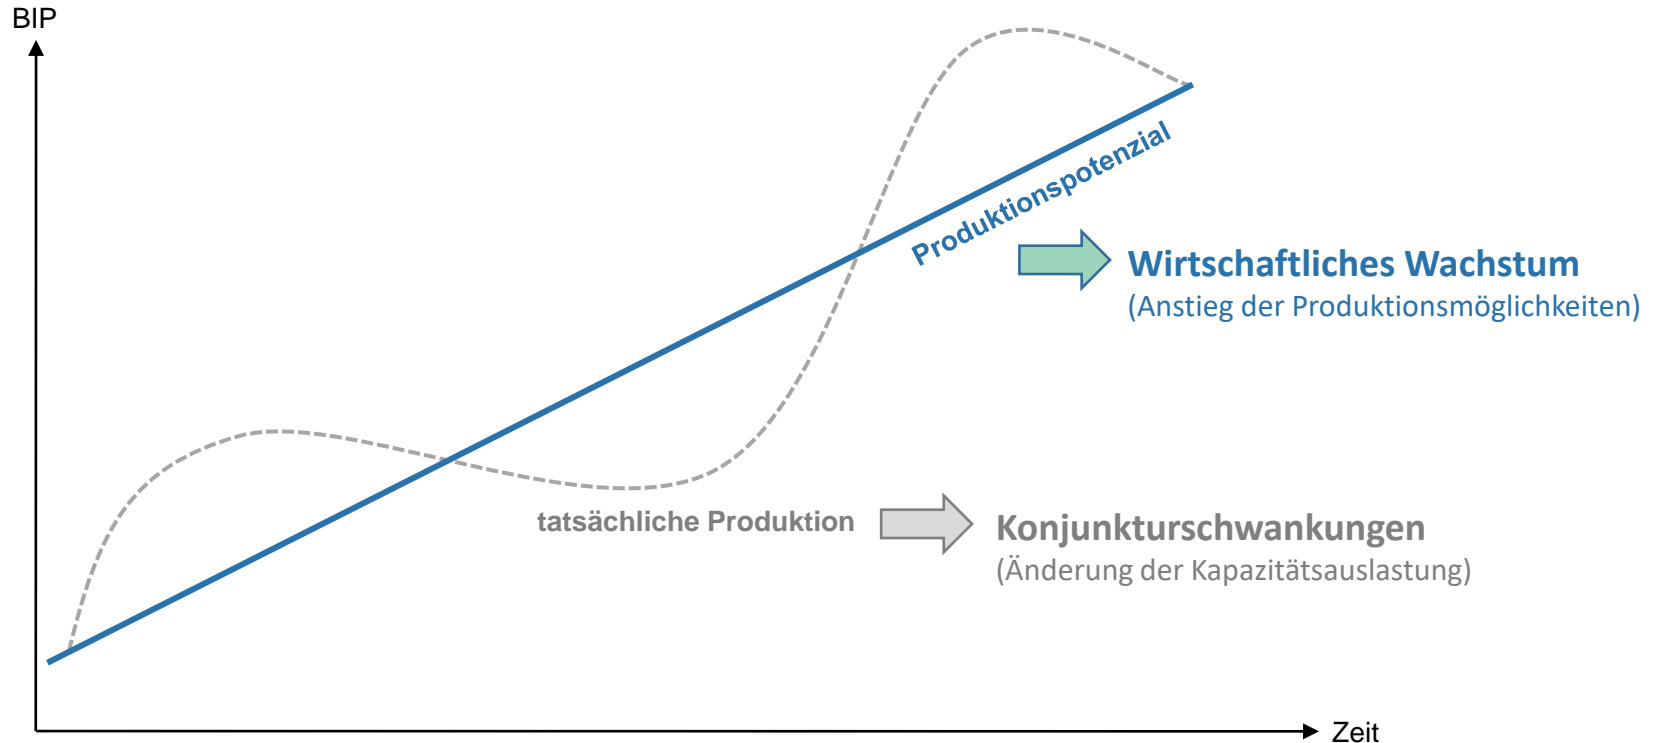 BIP
Produktionspotenzial
Wirtschaftliches Wachstum
(Anstieg der Produktionsmöglichkeiten)
tatsächliche Produktion
Konjunkturschwankungen
(Änderung der Kapazitätsauslastung)
Zeit